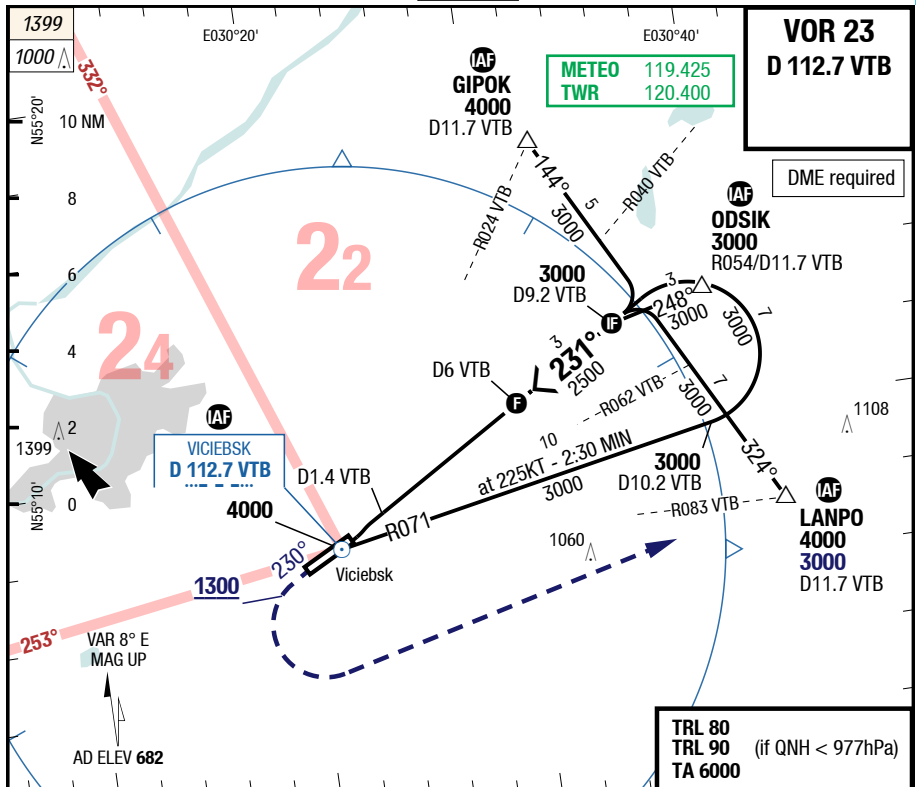 1399
1000
332°
E030°20'
E030°40'
VOR 23
D 112.7 VTB
IAF
GIPOK
4000
D11.7 VTB
METEO 119.425
TWR 120.400
N55°20'
10 NM
8
6
4
2
0
N55°10'
DME required
R024 VTB
144°
5
3000
R040 VTB
IAF
ODSIK
3000
R054/D11.7 VTB
22
24
3000
D9.2 VTB
IF
3
248°
3000
7
3000
D6 VTB
F
3
231°
2500
R062 VTB
7
3000
1108
1399
IAF
VICIEBSK
D 112.7 VTB
10
at 225KT - 2:30 MIN
3000
3000
D10.2 VTB
324°
D1.4 VTB
4000
R071
R083 VTB
IAF
LANPO
4000
3000
D11.7 VTB
230°
Viciebsk
1060
1300
253°
VAR 8° E
MAG UP
AD ELEV 682
TRL 80
TRL 90 (if QNH < 977hPa)
TA 6000